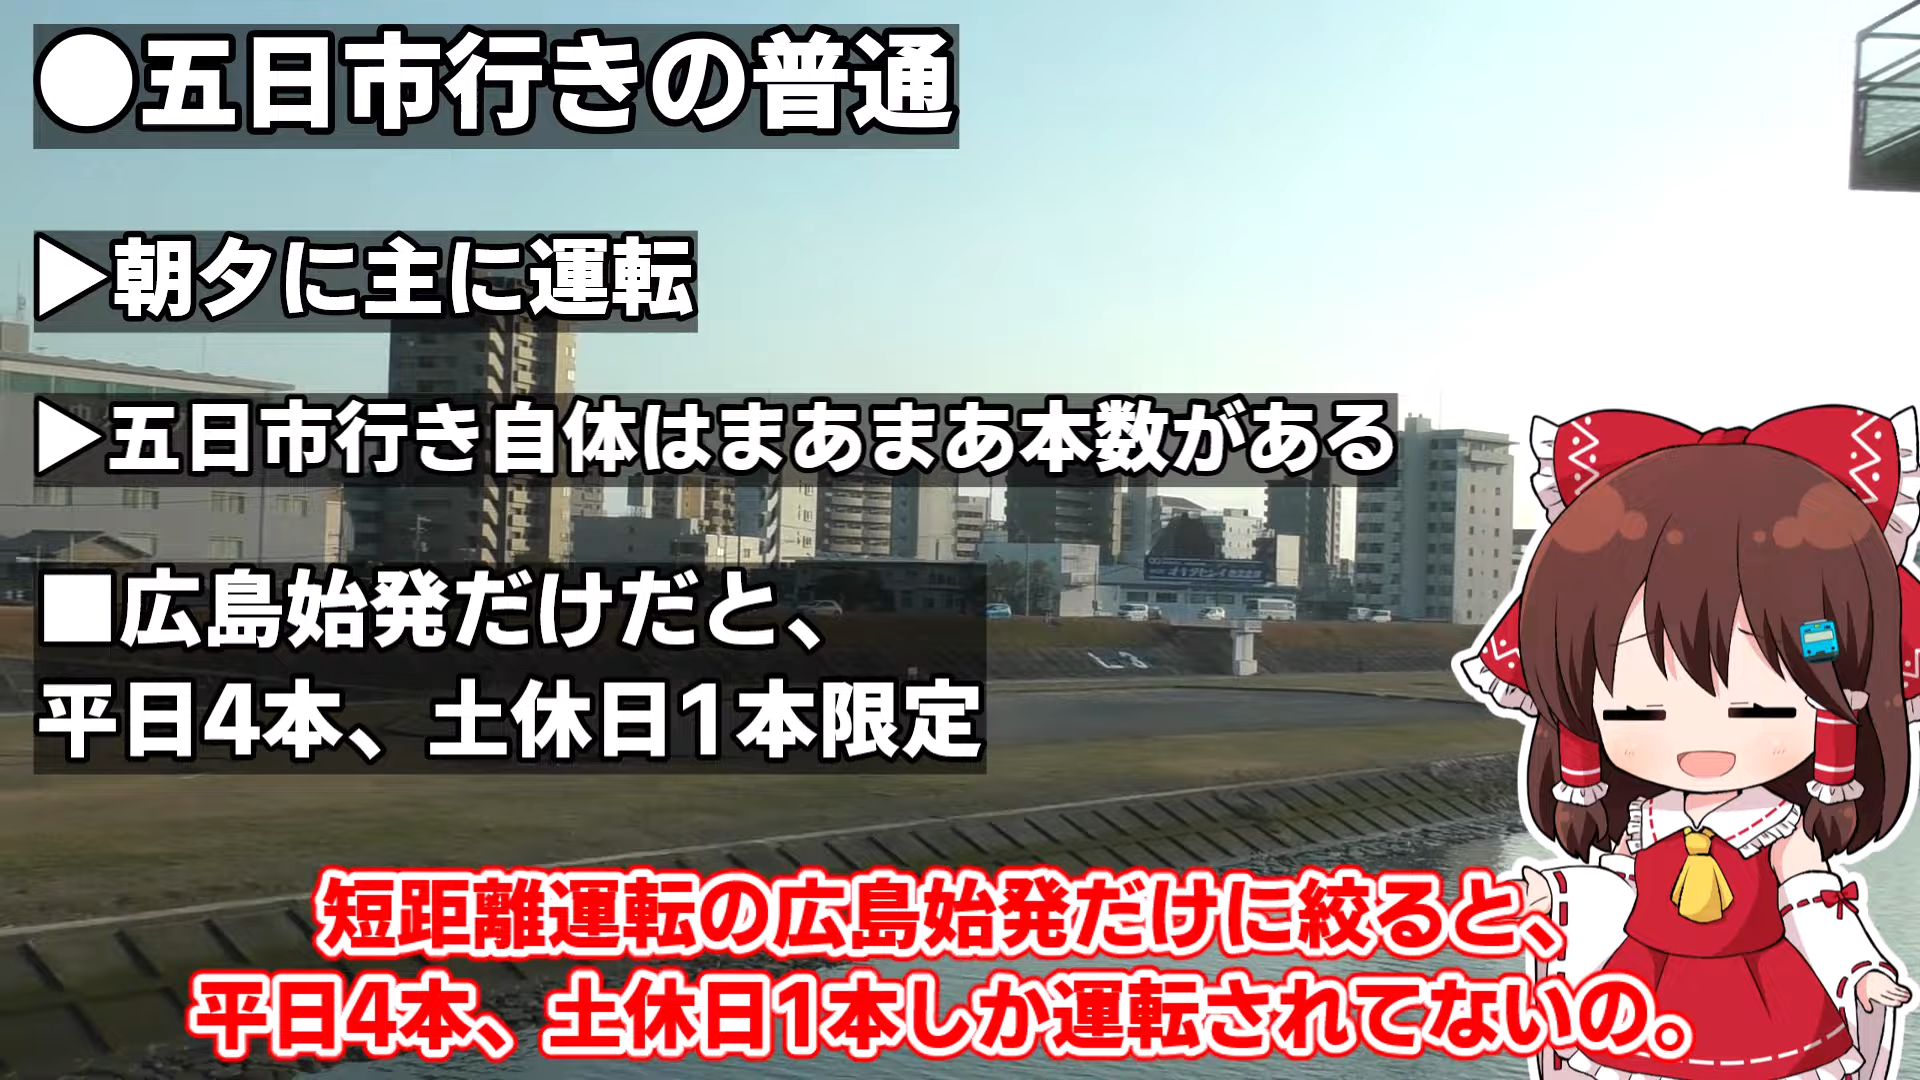 ●五日市行きの普通
▶朝夕に主に運転
▶五日市行き自体はまあまあ本数がある
■広島始発だけだと、
平日4本、土休日1本限定
短距離運転の広島始発だけに絞ると、
平日4本、土休日1本しか運転されてないの。